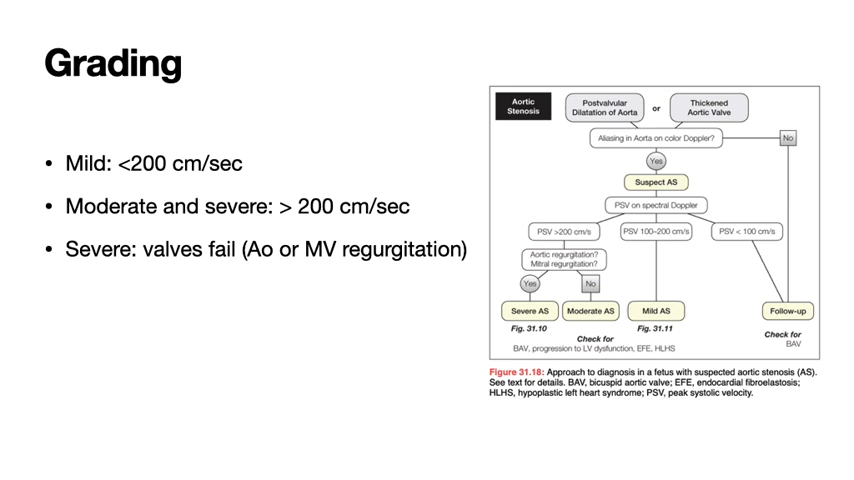 Grading
• Mild: <200 cm/sec
• Moderate and severe: > 200 cm/sec
• Severe: valves fail (Ao or MV regurgitation)
Aortic
Stenosis
Postvalvular
Dilatation of Aorta
or
Thickened
Aortic Valve
Aliasing in Aorta on color Doppler?
No
Yes
Suspect AS
PSV on spectral Doppler
PSV >200 cm/s
PSV 100–200 cm/s
PSV < 100 cm/s
Aortic regurgitation?
Mitral regurgitation?
Yes
No
Severe AS
Moderate AS
Mild AS
Follow-up
Fig. 31.10
Fig. 31.11
Check for
BAV, progression to LV dysfunction, EFE, HLHS
Check for
BAV
Figure 31.18: Approach to diagnosis in a fetus with suspected aortic stenosis (AS).
See text for details. BAV, bicuspid aortic valve; EFE, endocardial fibroelastosis;
HLHS, hypoplastic left heart syndrome; PSV, peak systolic velocity.